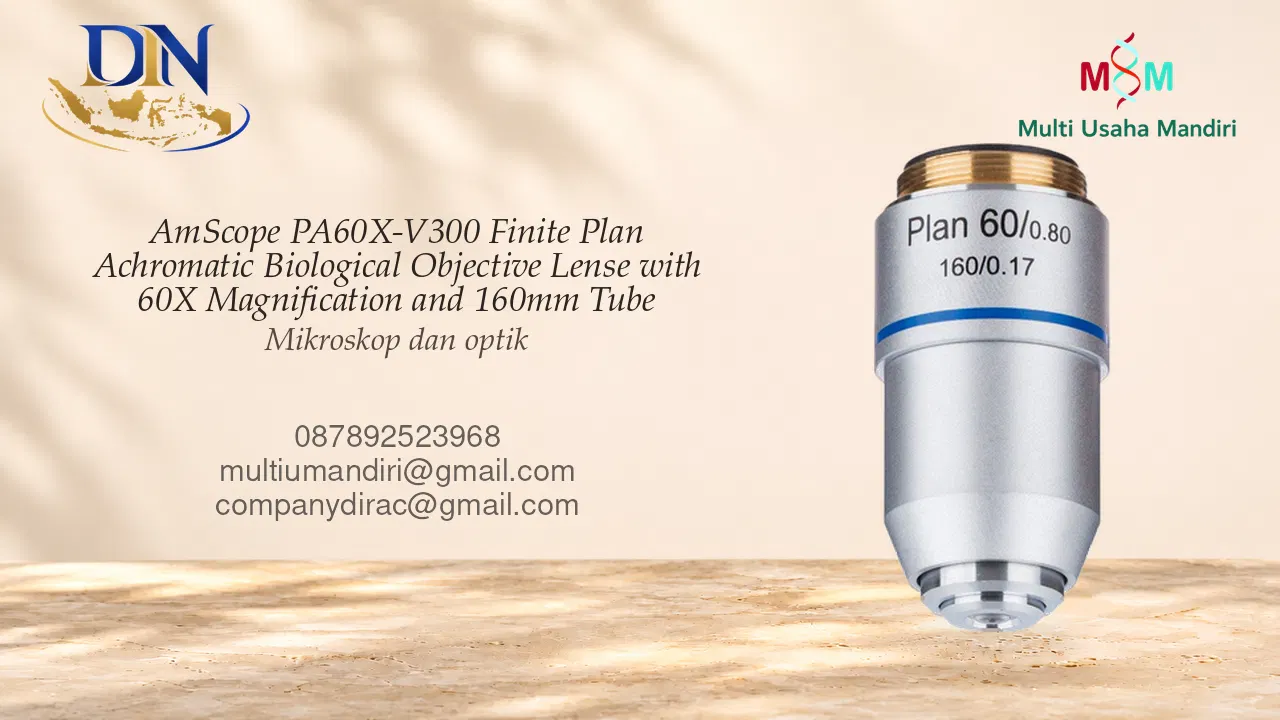 DIN
M M
Multi Usaha Mandiri
AmScope PA60X-V300 Finite Plan
Achromatic Biological Objective Lense with
60X Magnification and 160mm Tube
Mikroskop dan optik
087892523968
multiumandiri@gmail.com
companydirac@gmail.com
Plan 60/0.80
160/0.17